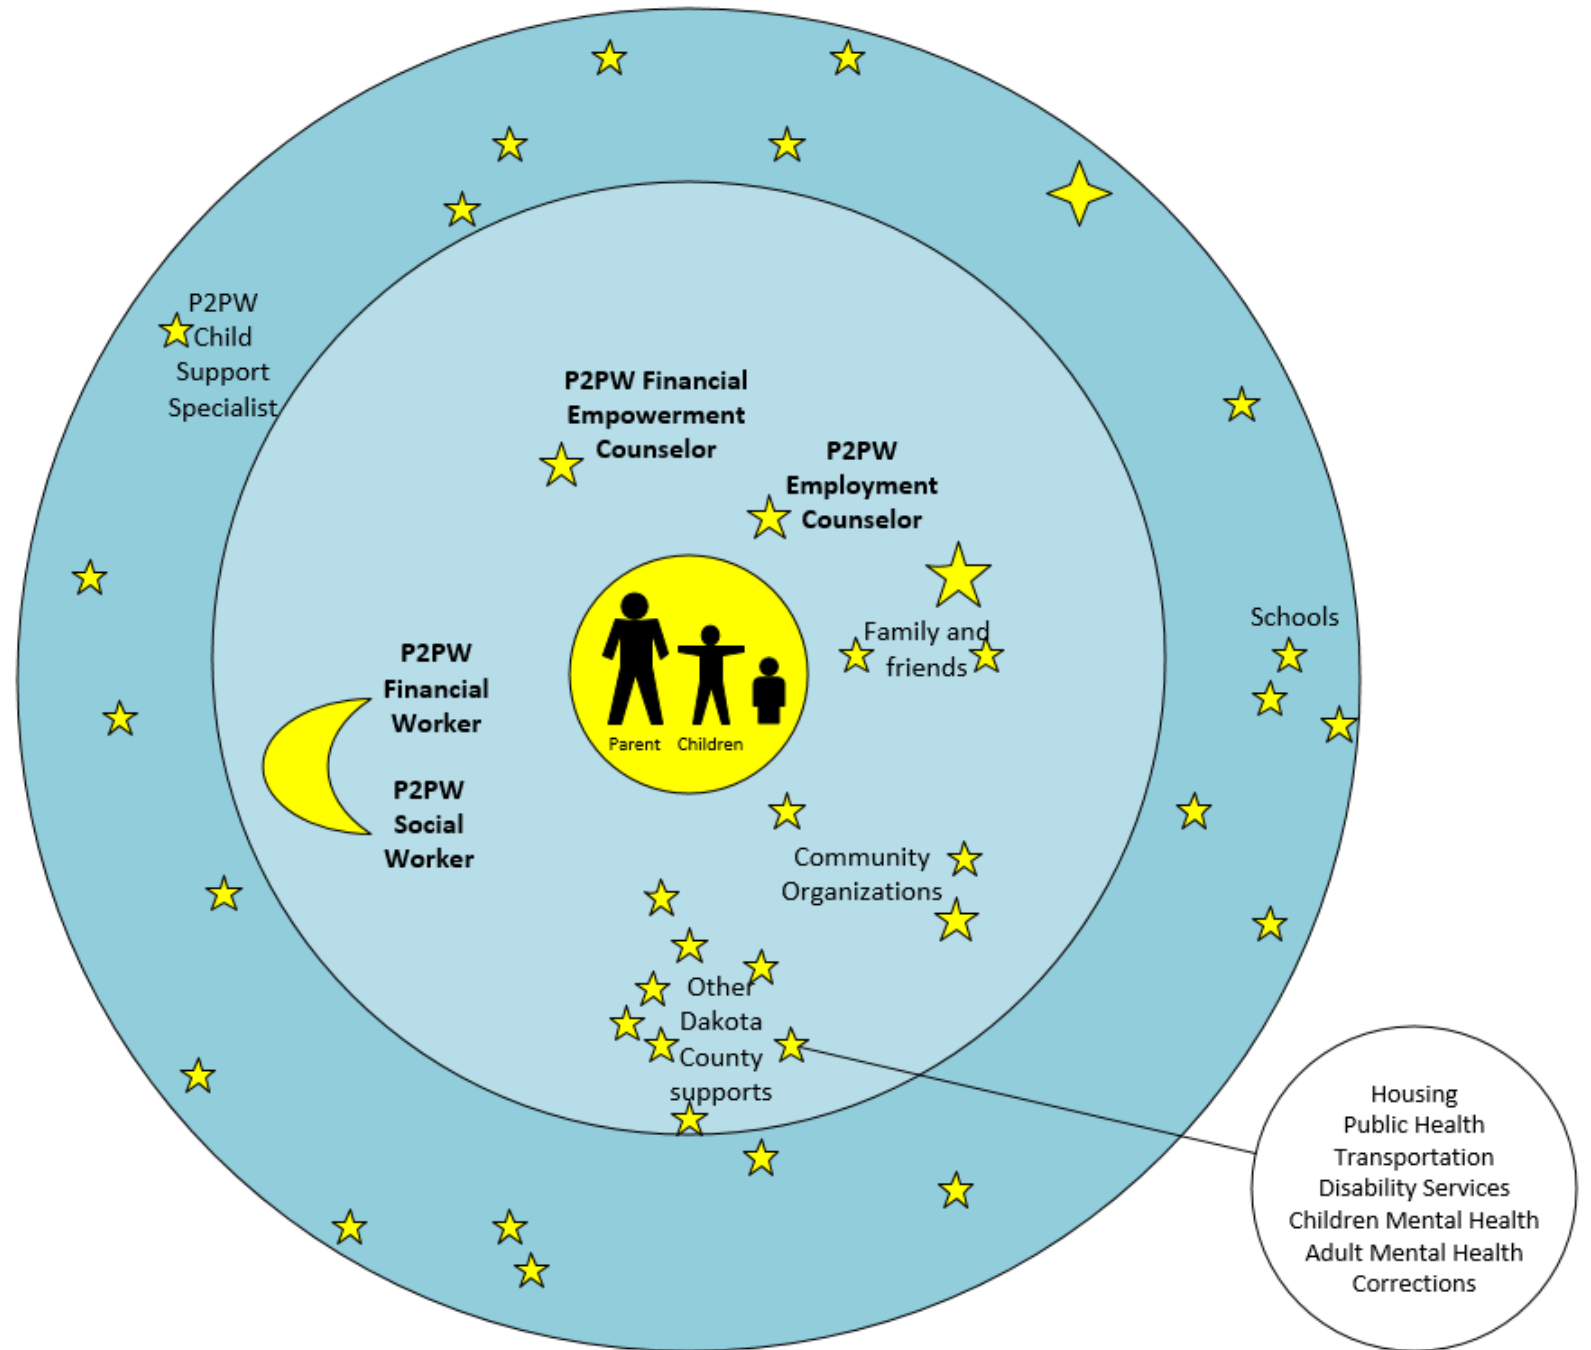 P2PW
Child
Support
Specialist
P2PW Financial
Empowerment
Counselor
P2PW
Employment
Counselor
Family and
friends
Schools
P2PW
Financial
Worker
P2PW
Social
Worker
Parent Children
Community
Organizations
Other
Dakota
County
supports
Housing
Public Health
Transportation
Disability Services
Children Mental Health
Adult Mental Health
Corrections